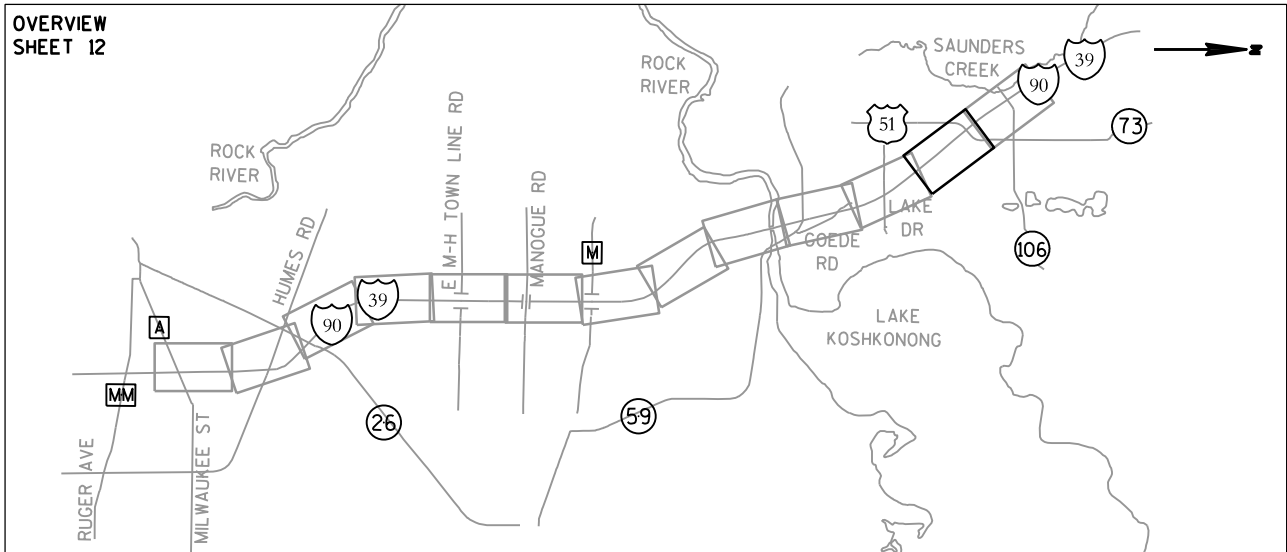 OVERVIEW
SHEET 12
ROCK
RIVER
ROCK
RIVER
SAUNDERS
CREEK
39
90
N
51
73
HUMES RD
E M-H TOWN LINE RD
MANOGUE RD
M
LAKE
DR
GOEDE
RD
106
39
90
A
MM
LAKE
KOSHKONONG
26
59
RUGER AVE
MILWAUKEE ST